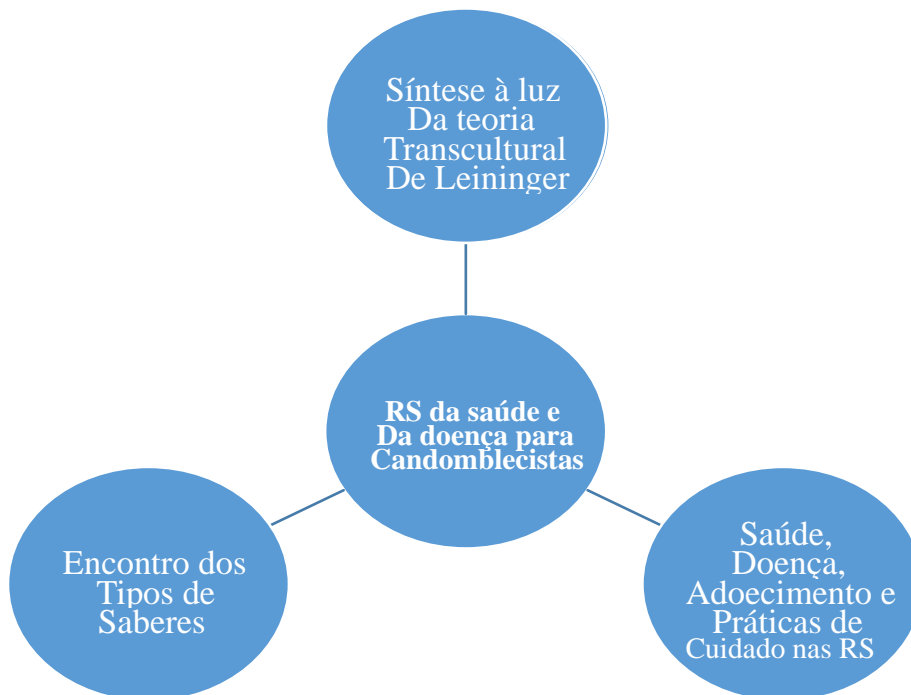 Síntese à luz
Da teoria
Transcultural
De Leininger
RS da saúde e
Da doença para
Candomblecistas
Encontro dos
Tipos de
Saberes
Saúde,
Doença,
Adoecimento e
Práticas de
Cuidado nas RS